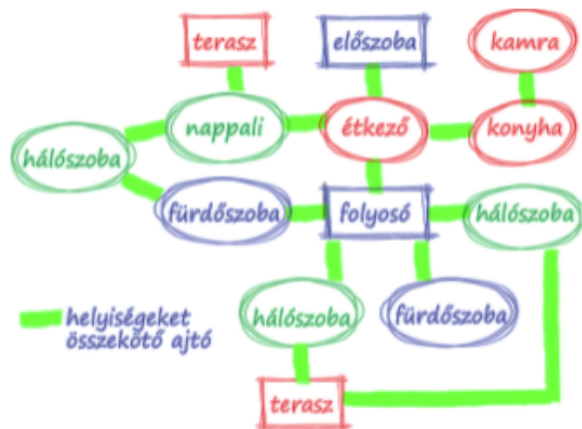 terasz
előszoba
kamra
nappali
étkező
konyha
hálószoba
fürdőszoba
folyosó
hálószoba
hálószoba
fürdőszoba
helyiségeket
összekötő ajtó
terasz